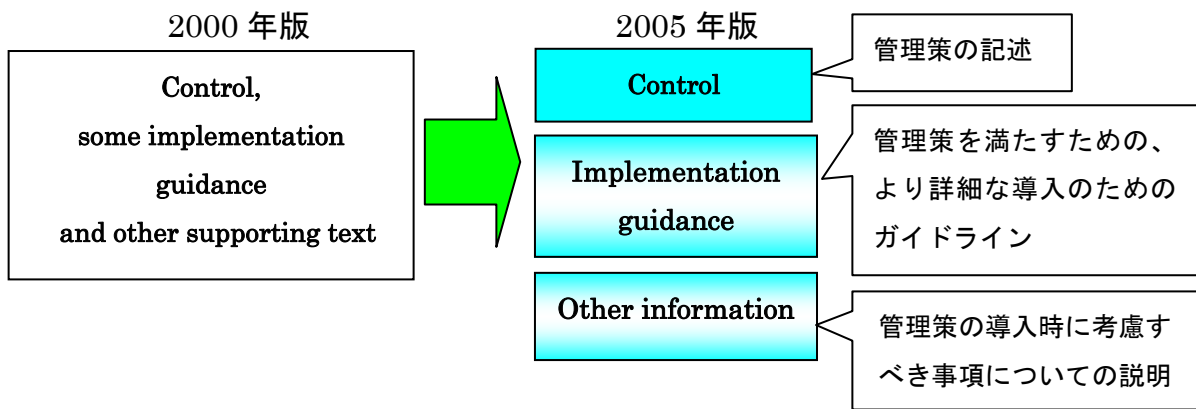 2000 年版
Control,
some implementation
guidance
and other supporting text
2005 年版
Control
Implementation
guidance
Other information
管理策の記述
管理策を満たすための、
より詳細な導入のための
ガイドライン
管理策の導入時に考慮す
べき事項についての説明